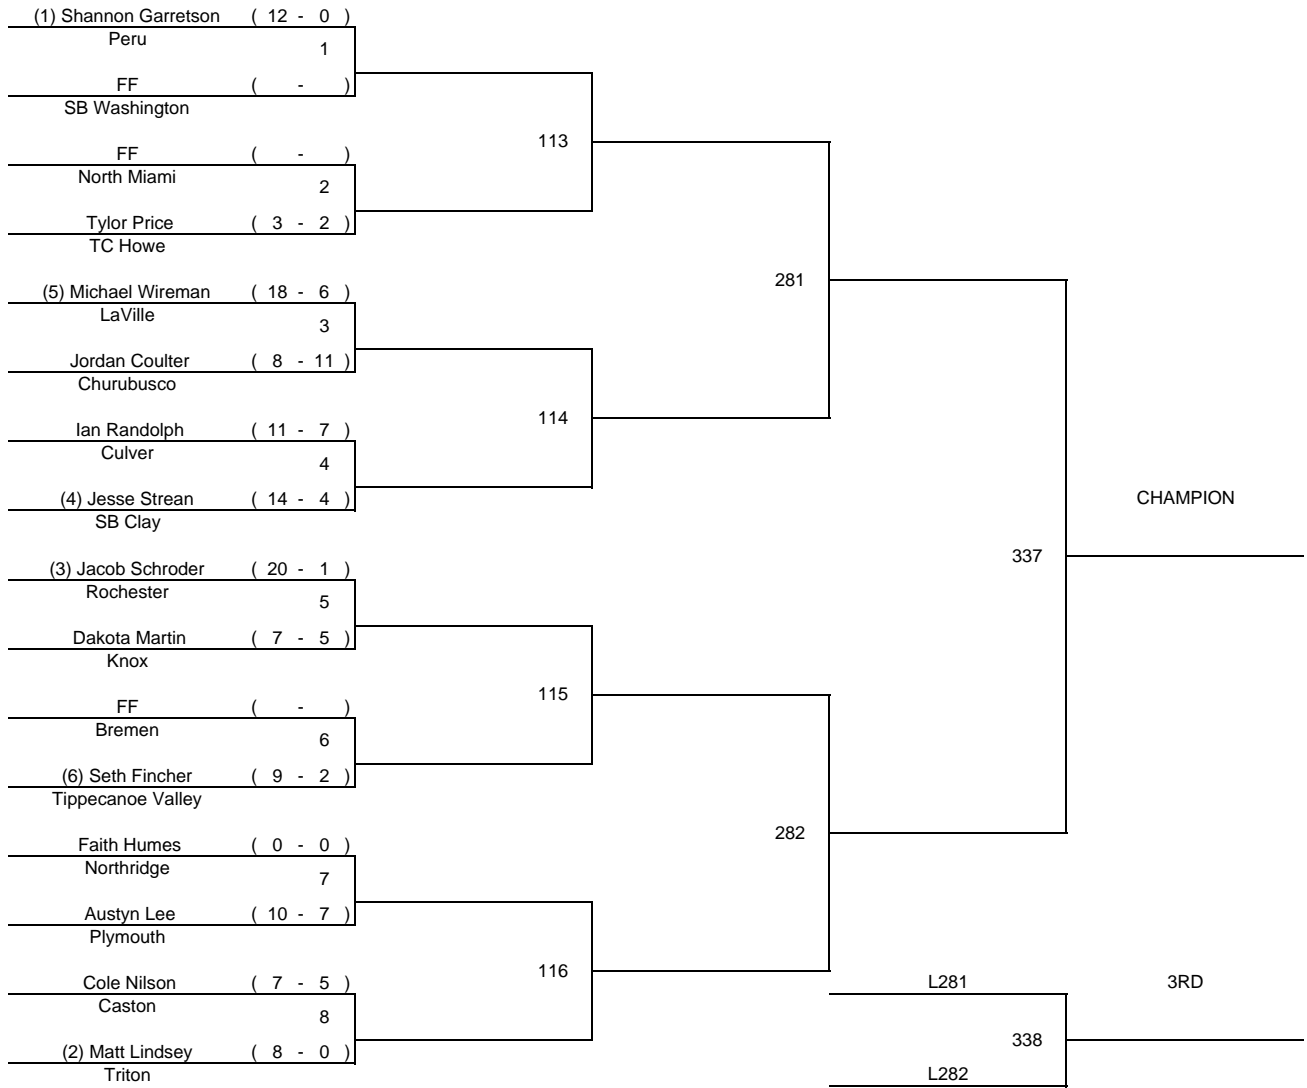 (1) Shannon Garretson ( 12 - 0 )
Peru
1
FF ( - )
SB Washington
113
FF ( - )
North Miami
2
Tylor Price ( 3 - 2 )
TC Howe
281
(5) Michael Wireman ( 18 - 6 )
LaVille
3
Jordan Coulter ( 8 - 11 )
Churubusco
114
Ian Randolph ( 11 - 7 )
Culver
4
(4) Jesse Strean ( 14 - 4 )
SB Clay
CHAMPION
337
(3) Jacob Schroder ( 20 - 1 )
Rochester
5
Dakota Martin ( 7 - 5 )
Knox
115
FF ( - )
Bremen
6
(6) Seth Fincher ( 9 - 2 )
Tippecanoe Valley
282
Faith Humes ( 0 - 0 )
Northridge
7
Austyn Lee ( 10 - 7 )
Plymouth
116
Cole Nilson ( 7 - 5 )
Caston
8
(2) Matt Lindsey ( 8 - 0 )
Triton
L281
3RD
338
L282